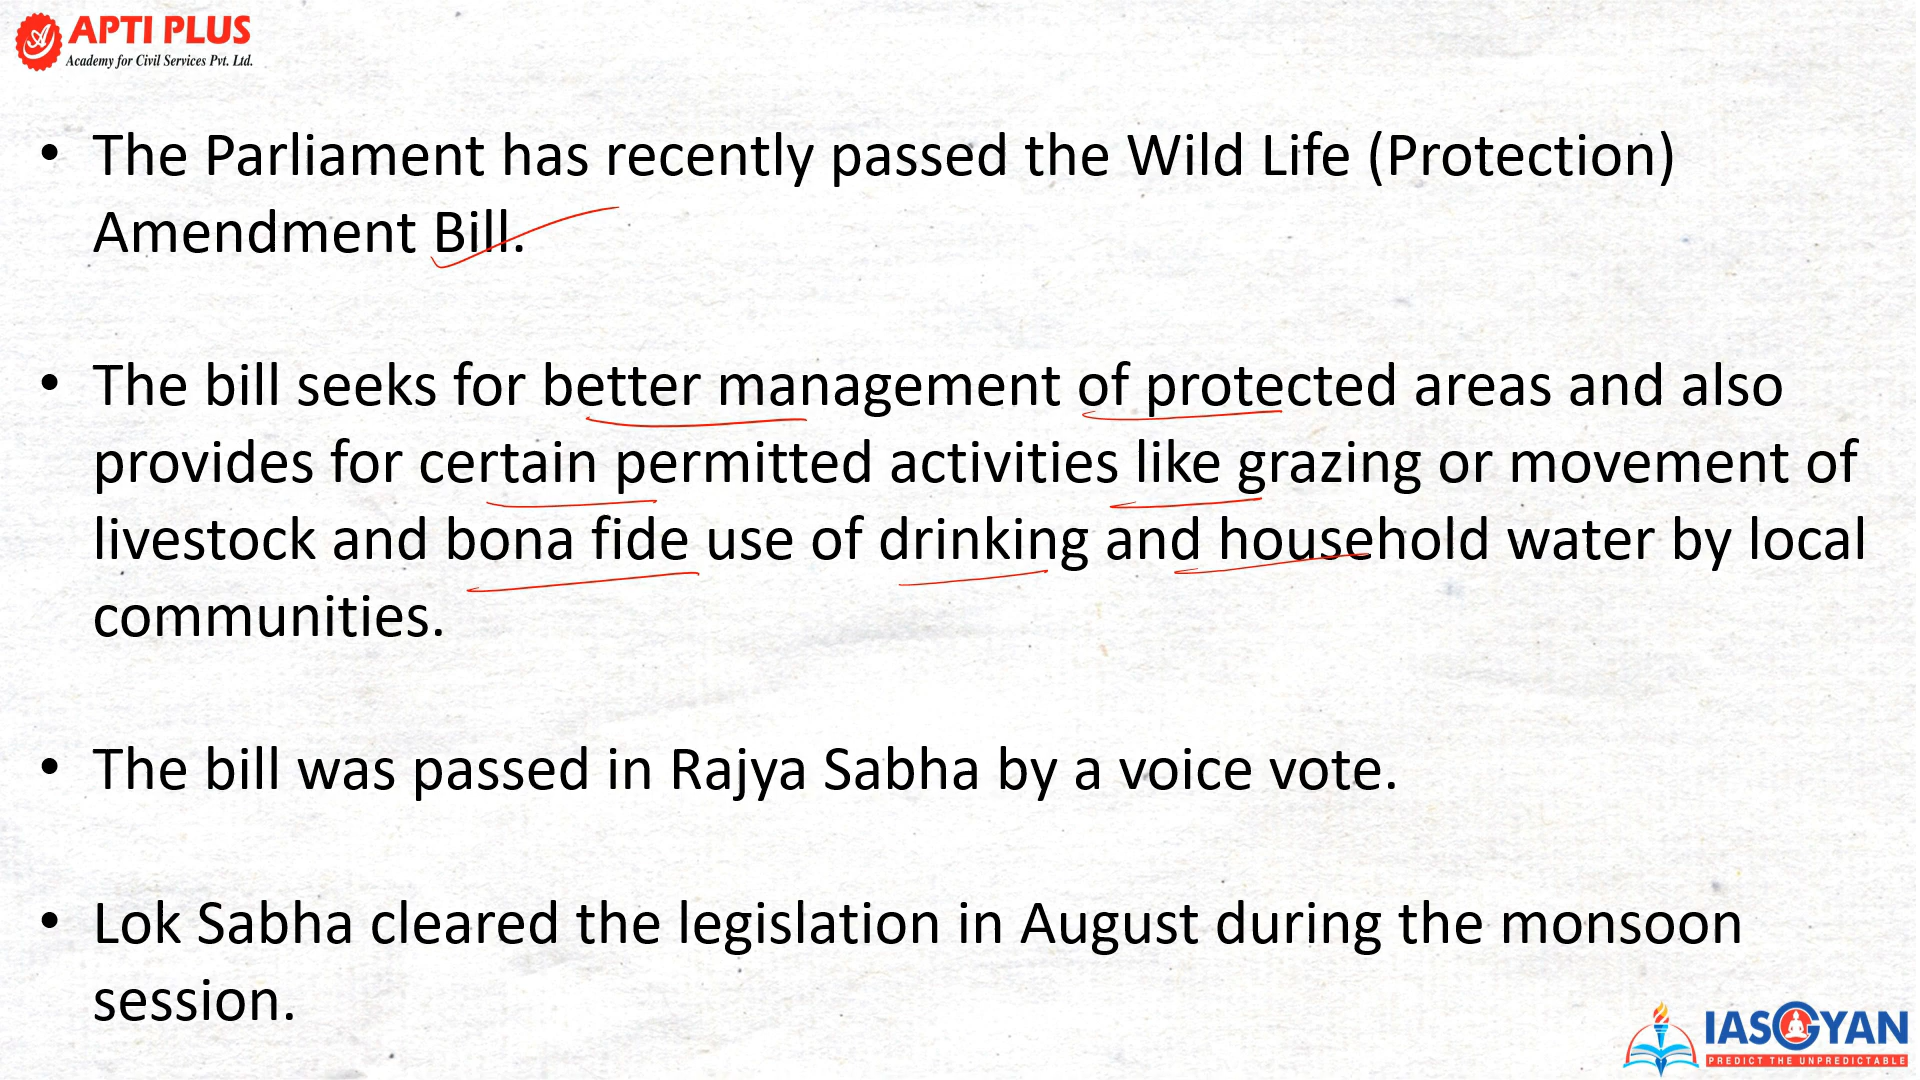 APTI PLUS
Academy for Civil Services Pvt. Ltd.
• The Parliament has recently passed the Wild Life (Protection)
Amendment Bill.
• The bill seeks for better management of protected areas and also
provides for certain permitted activities like grazing or movement of
livestock and bona fide use of drinking and household water by local
communities.
• The bill was passed in Rajya Sabha by a voice vote.
• Lok Sabha cleared the legislation in August during the monsoon
session.
IASGYAN
PREDICT THE UNPREDICTABLE